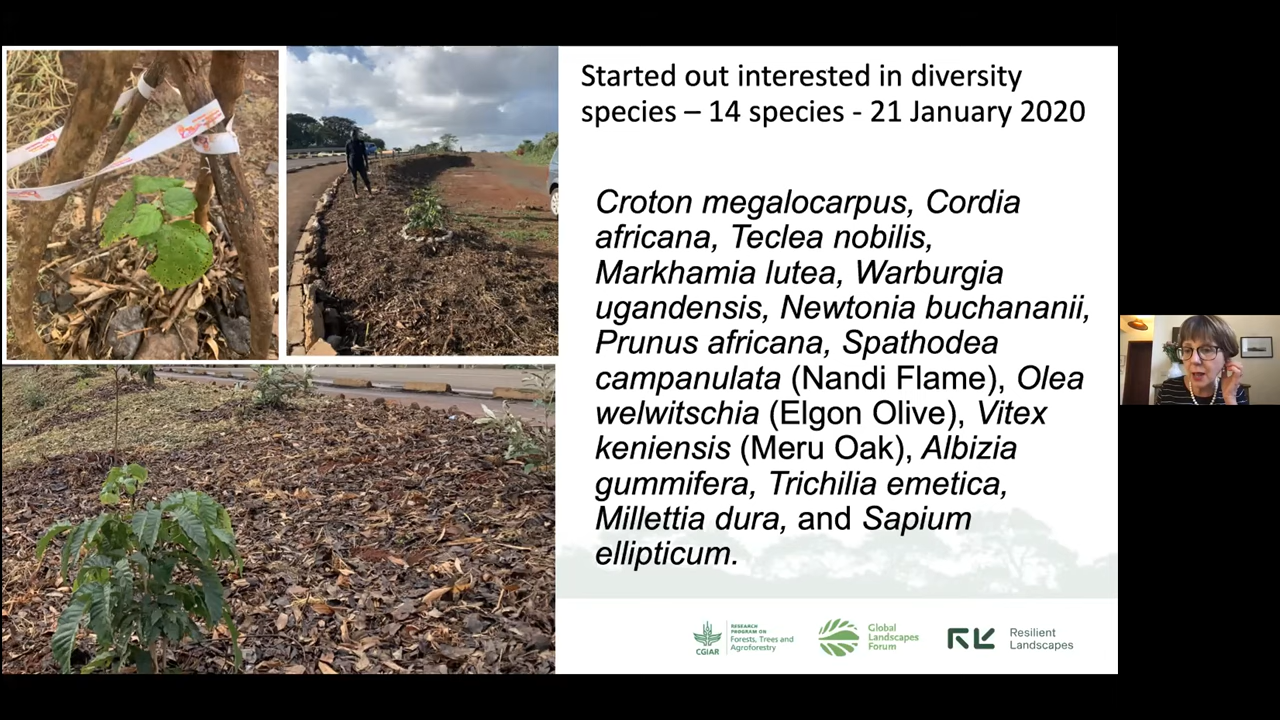 Started out interested in diversity
species – 14 species - 21 January 2020
Croton megalocarpus, Cordia
africana, Teclea nobilis,
Markhamia lutea, Warburgia
ugandensis, Newtonia buchananii,
Prunus africana, Spathodea
campanulata (Nandi Flame), Olea
welwitschia (Elgon Olive), Vitex
keniensis (Meru Oak), Albizia
gummifera, Trichilia emetica,
Millettia dura, and Sapium
ellipticum.
CGIAR
RESEARCH
PROGRAM ON
Forests, Trees and
Agroforestry
Global
Landscapes
Forum
Resilient
Landscapes